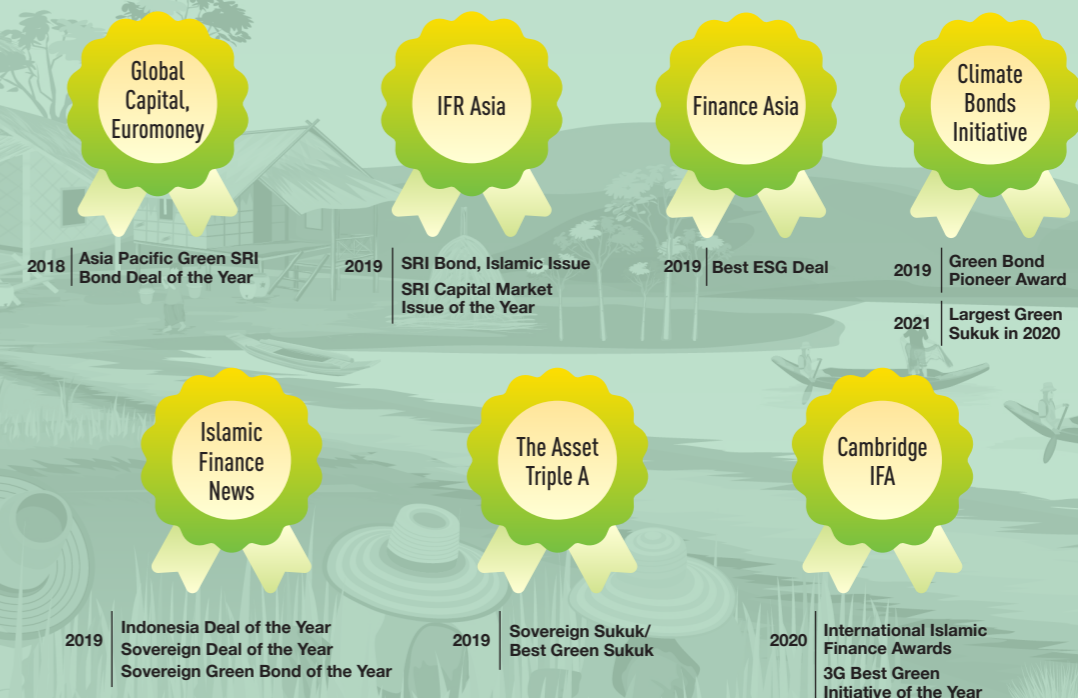 Global
Capital,
Euromoney
IFR Asia
Finance Asia
Climate
Bonds
Initiative
2018
Asia Pacific Green SRI
Bond Deal of the Year
2019
SRI Bond, Islamic Issue
SRI Capital Market
Issue of the Year
2019
Best ESG Deal
2019
Green Bond
Pioneer Award
2021
Largest Green
Sukuk in 2020
Islamic
Finance
News
The Asset
Triple A
Cambridge
IFA
2019
Indonesia Deal of the Year
Sovereign Deal of the Year
Sovereign Green Bond of the Year
2019
Sovereign Sukuk/
Best Green Sukuk
2020
International Islamic
Finance Awards
3G Best Green
Initiative of the Year